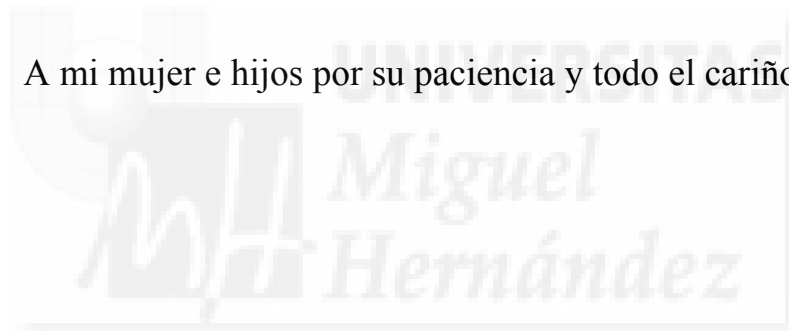 A mi mujer e hijos por su paciencia y todo el cariño
UNIVERSITAS
Miguel
Hernández